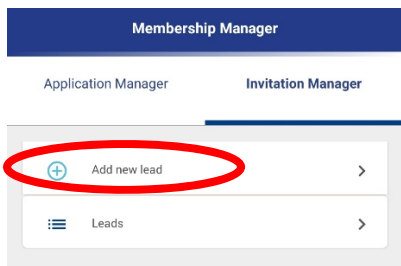 Membership Manager
Application Manager Invitation Manager
Add new lead
Leads